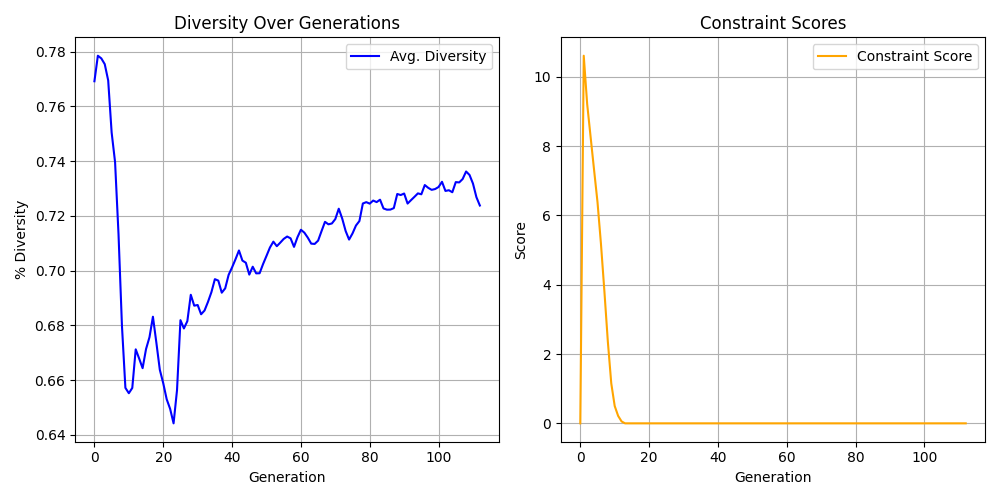 Diversity Over Generations
Avg. Diversity
% Diversity
0.78
0.76
0.74
0.72
0.70
0.68
0.66
0.64
0 20 40 60 80 100
Generation
Constraint Scores
Constraint Score
Score
10
8
6
4
2
0
0 20 40 60 80 100
Generation